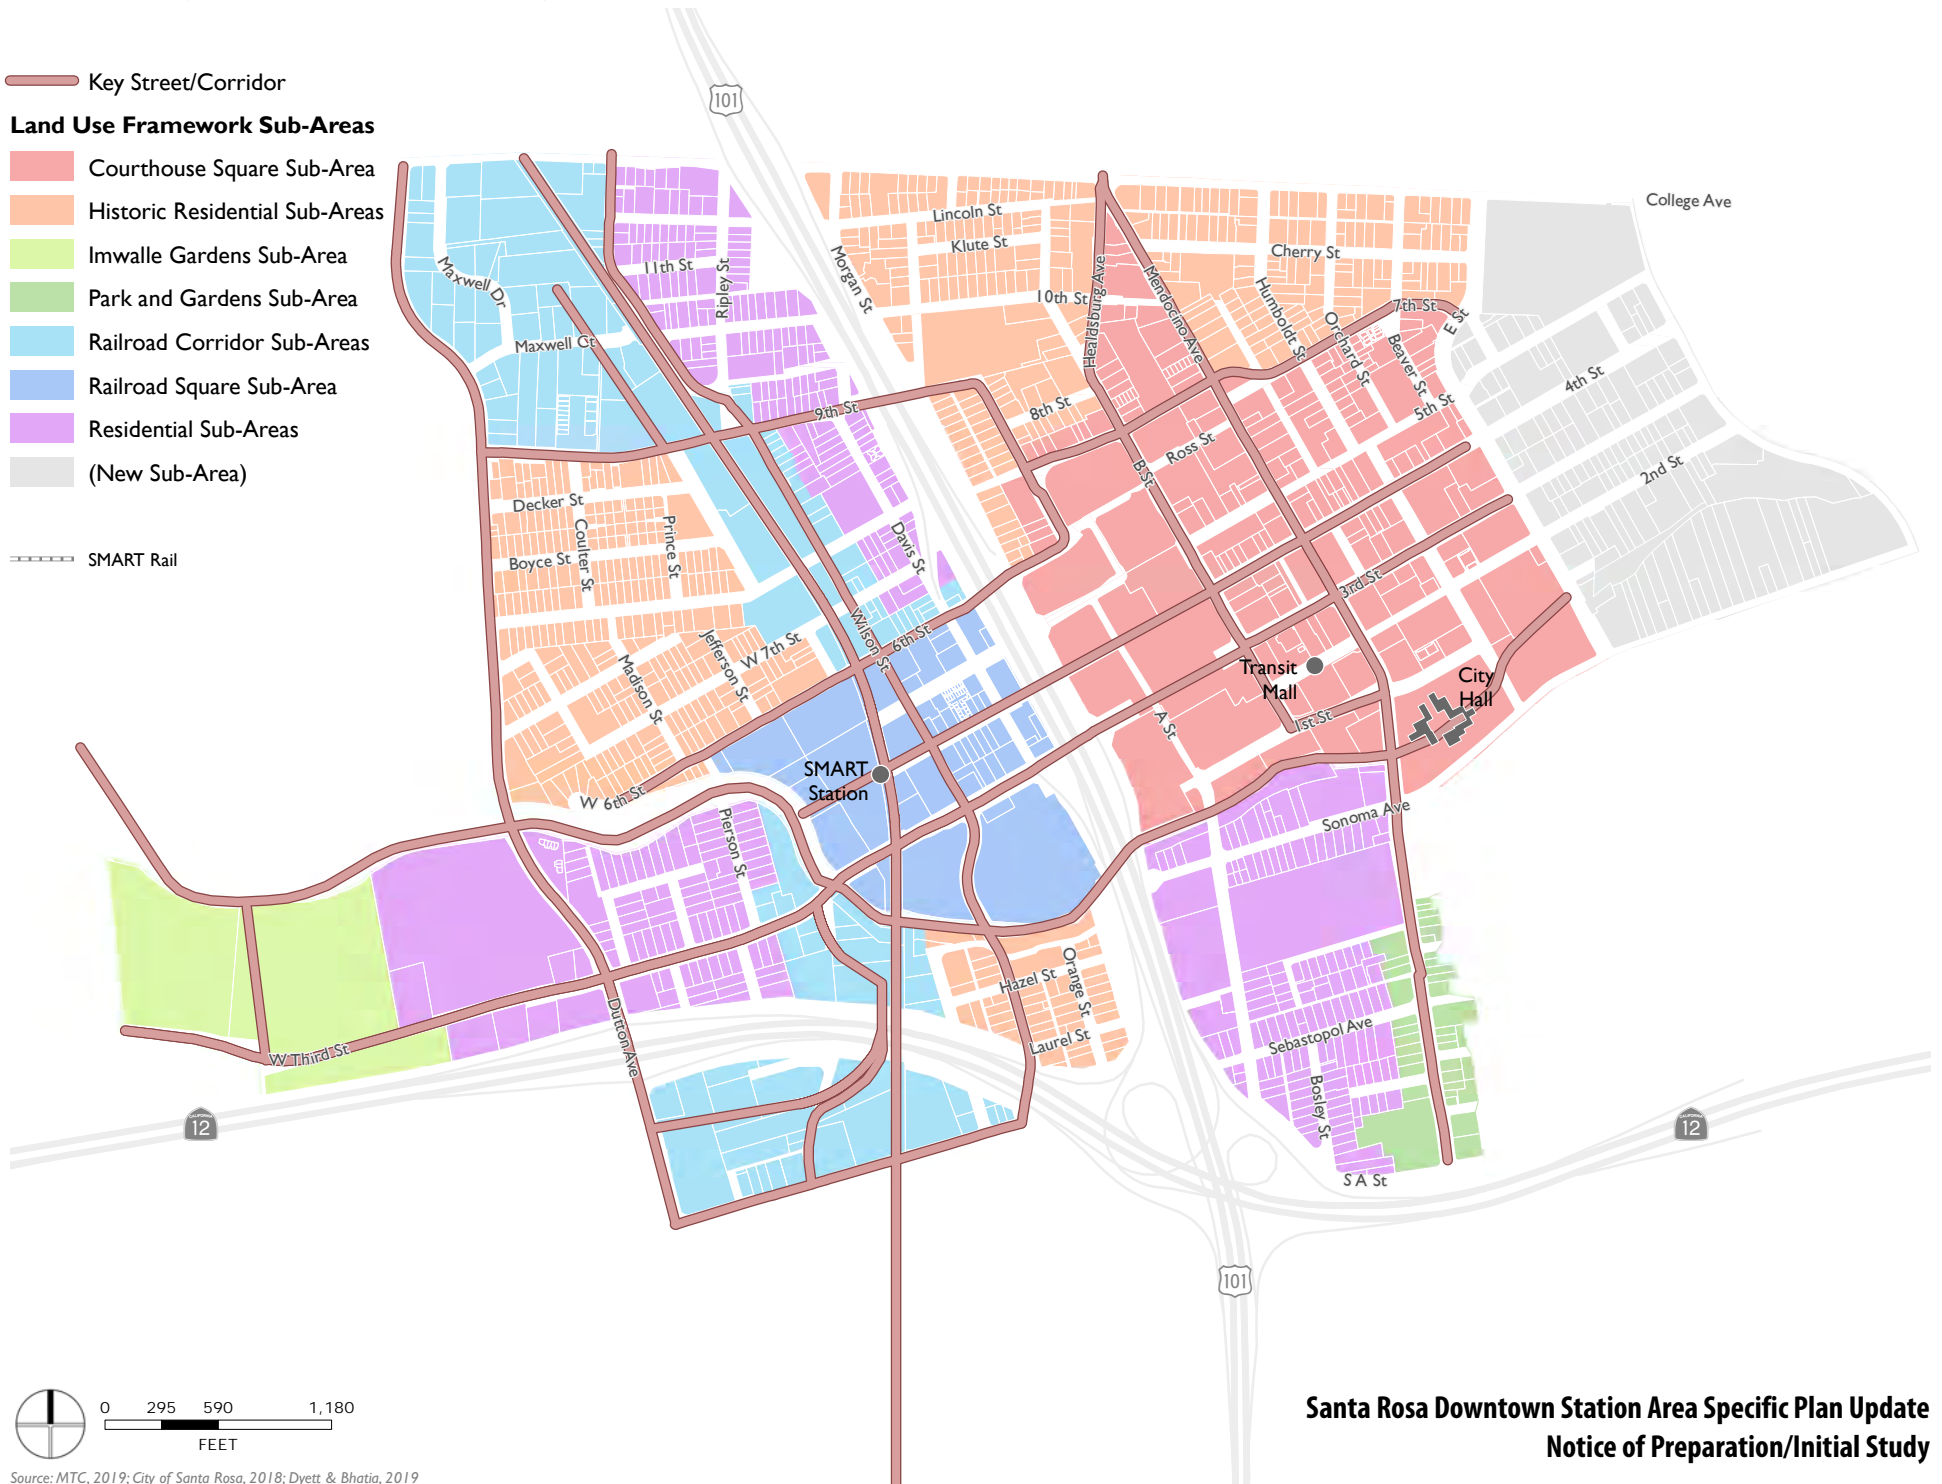 Key Street/Corridor
Land Use Framework Sub-Areas
Courthouse Square Sub-Area
Historic Residential Sub-Areas
Imwalle Gardens Sub-Area
Park and Gardens Sub-Area
Railroad Corridor Sub-Areas
Railroad Square Sub-Area
Residential Sub-Areas
(New Sub-Area)
SMART Rail
101
College Ave
Lincoln St
Klute St
Cherry St
Morgan St
11th St
Ripley St
Maxwell Dr
Maxwell Ct
10th St
Healdsburg Ave
Mendocino Ave
Humboldt St
Orchard St
7th St
E St
Beaver St
5th St
4th St
2nd St
9th St
8th St
Ross St
B St
Decker St
Coulter St
Prince St
Boyce St
Davis St
3rd St
Wilson St
6th St
W 7th St
Jefferson St
Madison St
Transit
Mall
City
Hall
A St
1st St
SMART
Station
W 6th St
Pierson St
Sonoma Ave
Hazel St
Orange St
Laurel St
W Third St
Dutton Ave
Sebastopol Ave
Bosley St
S A St
CALIFORNIA
12
CALIFORNIA
12
101
0 295 590 1,180
FEET
Santa Rosa Downtown Station Area Specific Plan Update
Notice of Preparation/Initial Study
Source: MTC, 2019; City of Santa Rosa, 2018; Dyett & Bhatia, 2019